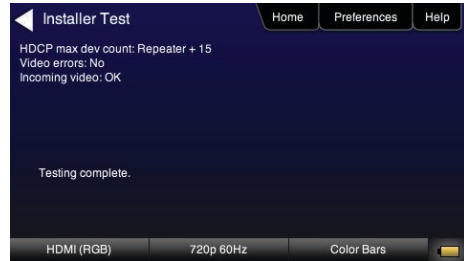 Installer Test
Home
Preferences
Help
HDCP max dev count: Repeater + 15
Video errors: No
Incoming video: OK
Testing complete.
HDMI (RGB)
720p 60Hz
Color Bars